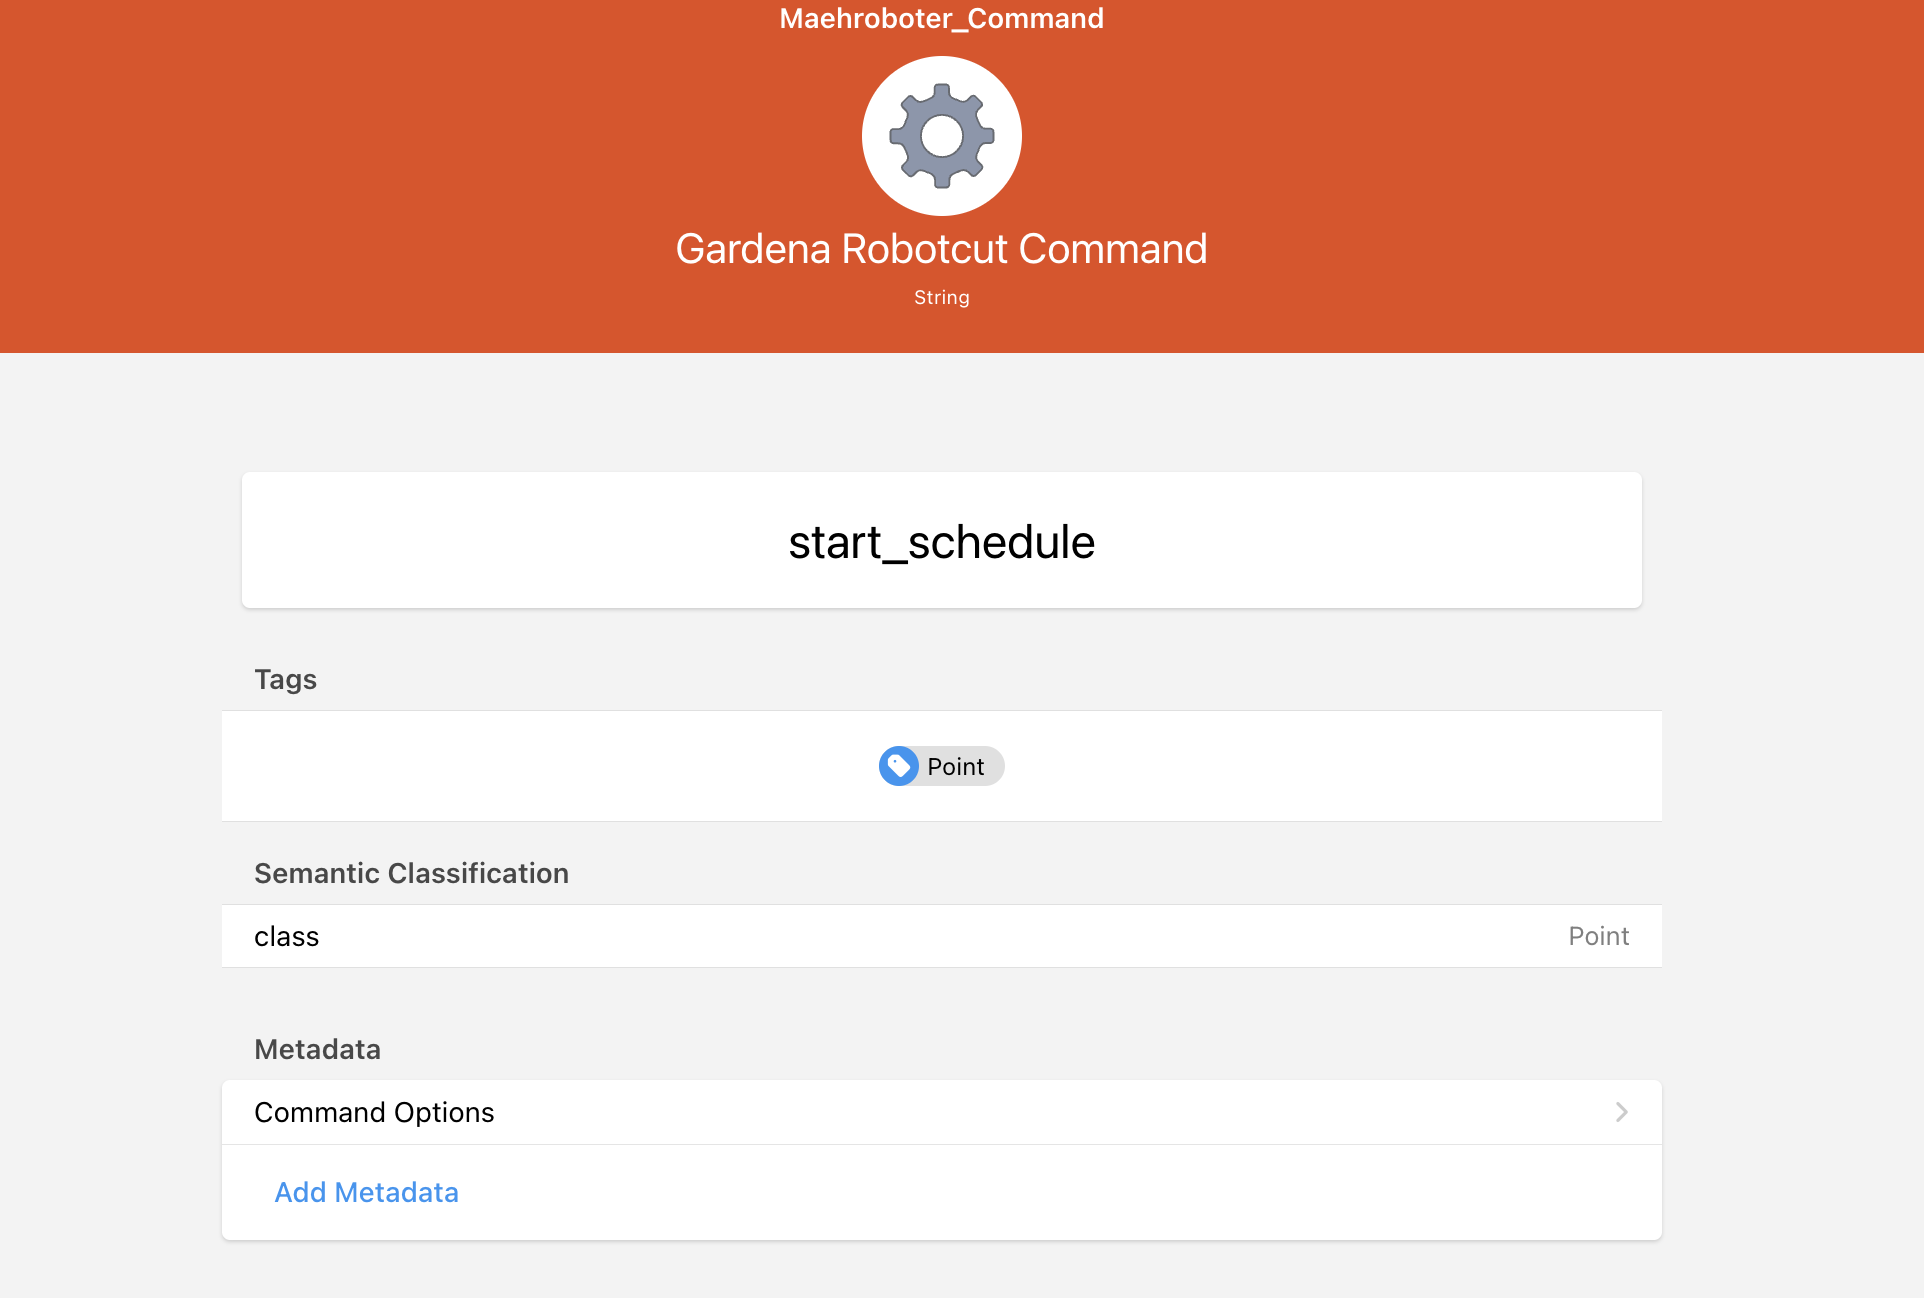 Maehroboter_Command
Gardena Robotcut Command
String
start_schedule
Tags
Point
Semantic Classification
class Point
Metadata
Command Options
Add Metadata